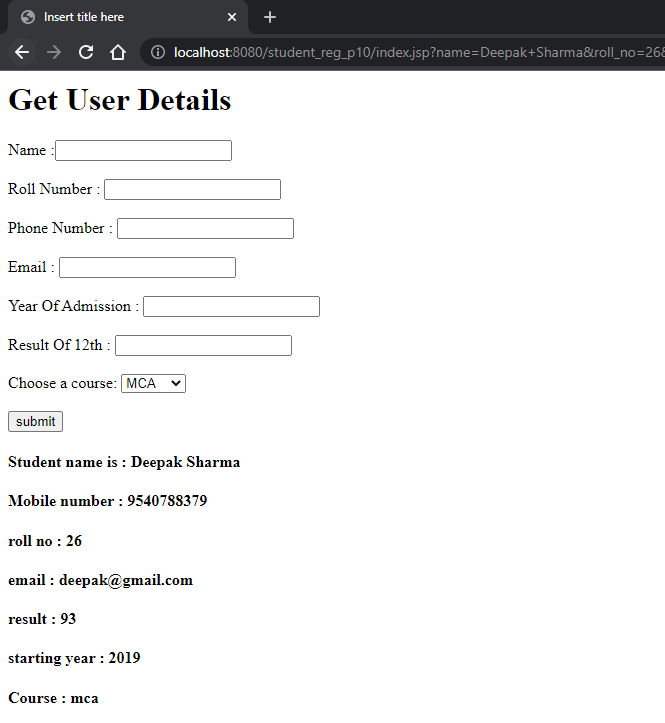 Insert title here
localhost:8080/student_reg_p10/index.jsp?name=Deepak+Sharma&roll_no=26&
Get User Details
Name :
Roll Number :
Phone Number :
Email :
Year Of Admission :
Result Of 12th :
Choose a course: MCA
submit
Student name is : Deepak Sharma
Mobile number : 9540788379
roll no : 26
email : deepak@gmail.com
result : 93
starting year : 2019
Course : mca